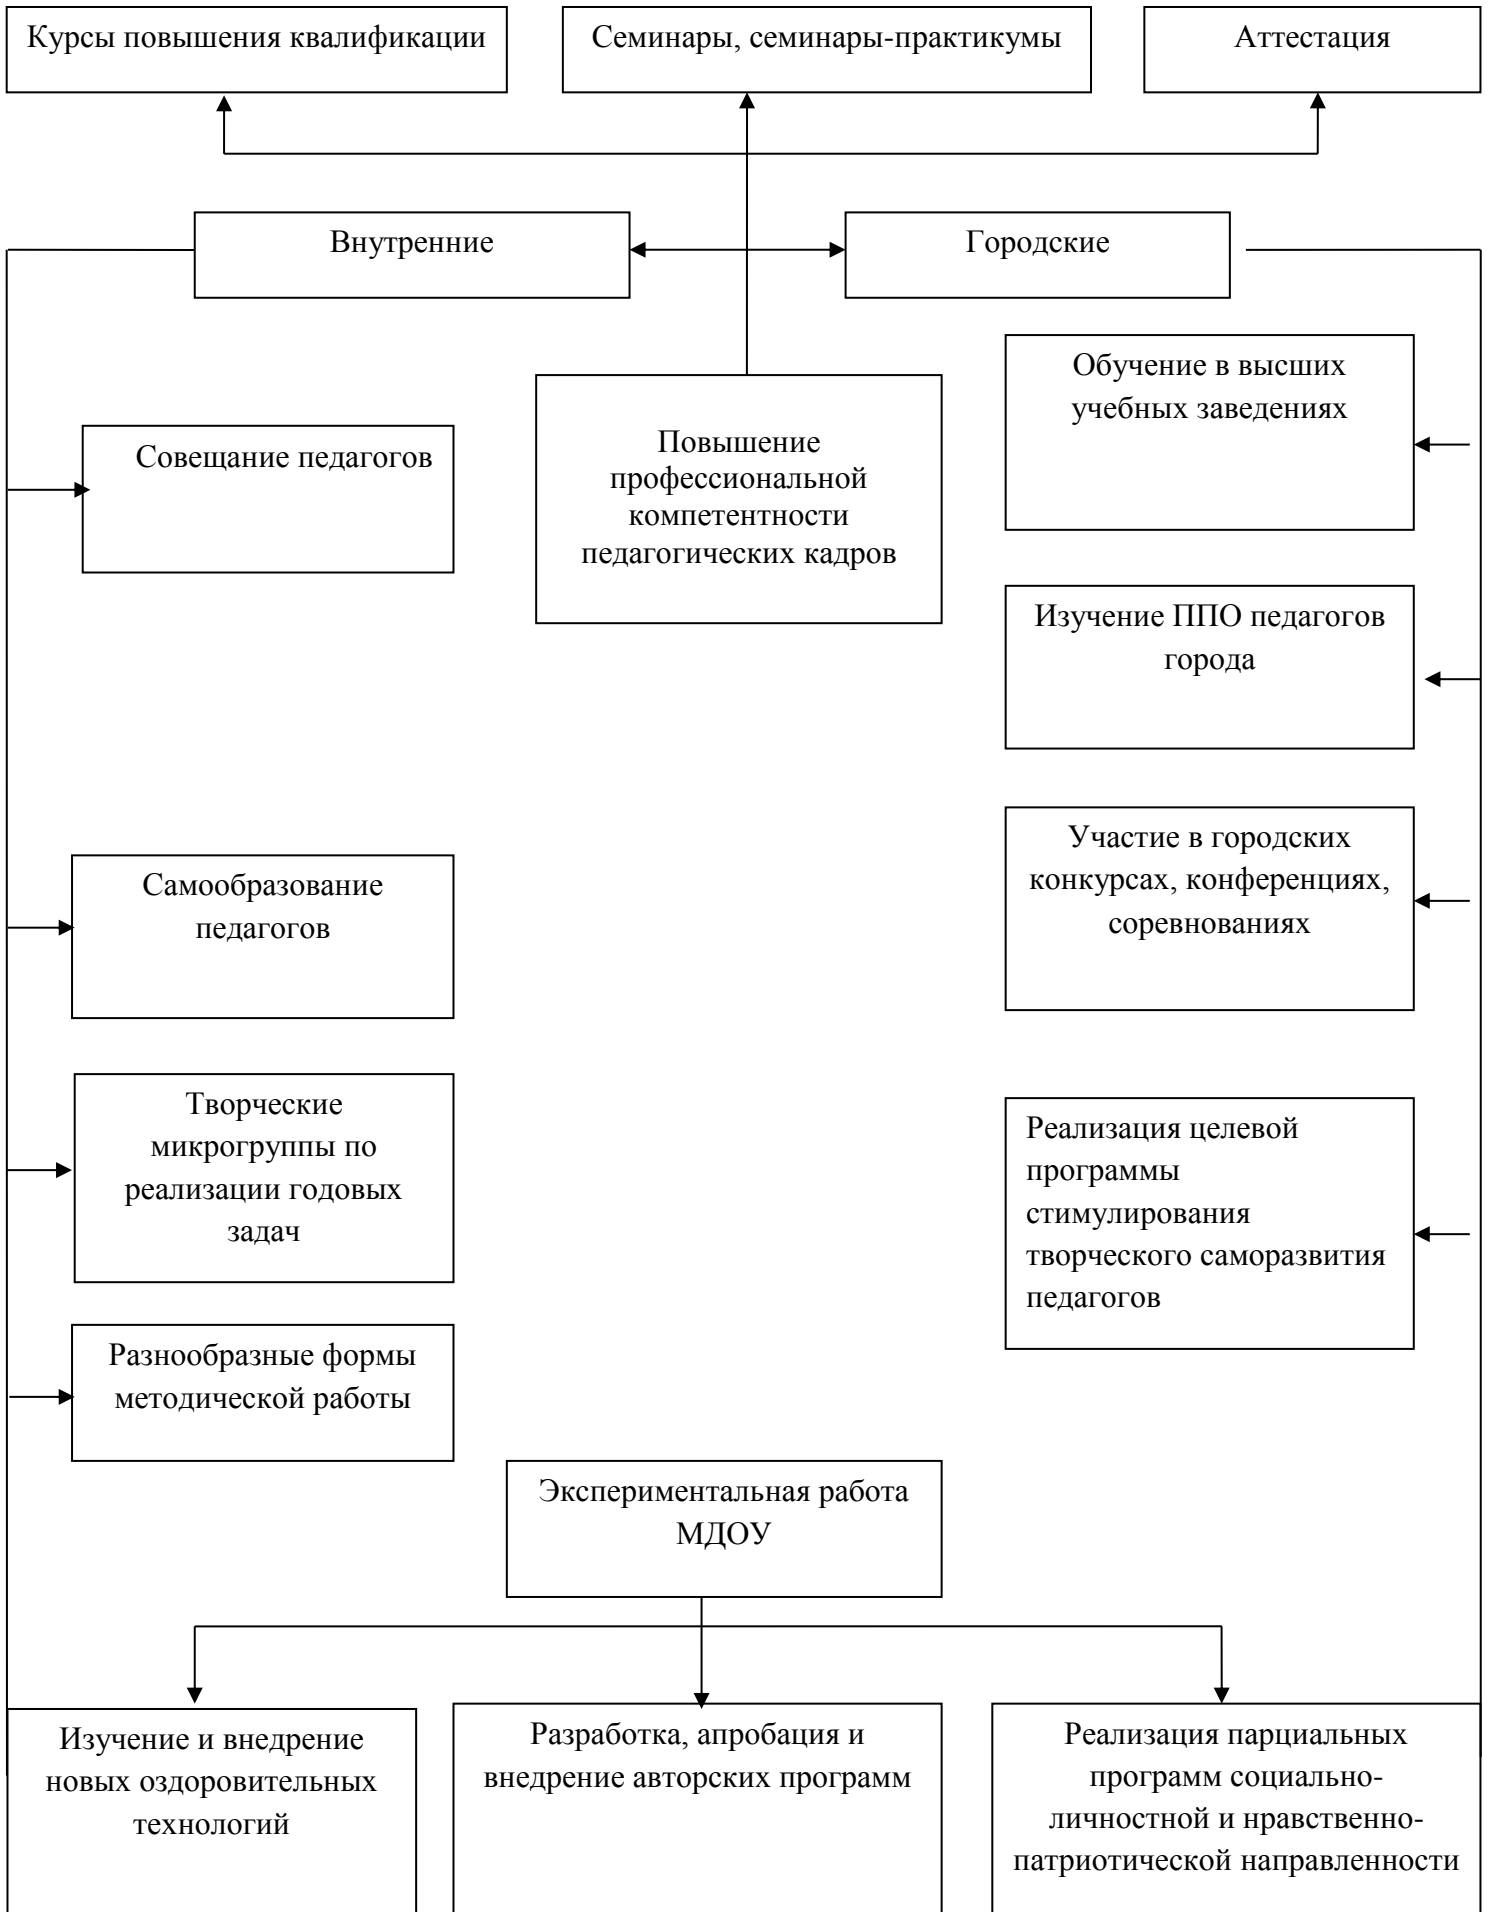 Курсы повышения квалификации
Семинары, семинары-практикумы
Аттестация
Внутренние
Городские
Обучение в высших
учебных заведениях
Совещание педагогов
Повышение
профессиональной
компетентности
педагогических кадров
Изучение ППО педагогов
города
Участие в городских
конкурсах, конференциях,
соревнованиях
Самообразование
педагогов
Творческие
микрогруппы по
реализации годовых
задач
Реализация целевой
программы
стимулирования
творческого саморазвития
педагогов
Разнообразные формы
методической работы
Экспериментальная работа
МДОУ
Изучение и внедрение
новых оздоровительных
технологий
Разработка, апробация и
внедрение авторских программ
Реализация парциальных
программ социально-
личностной и нравственно-
патриотической направленности